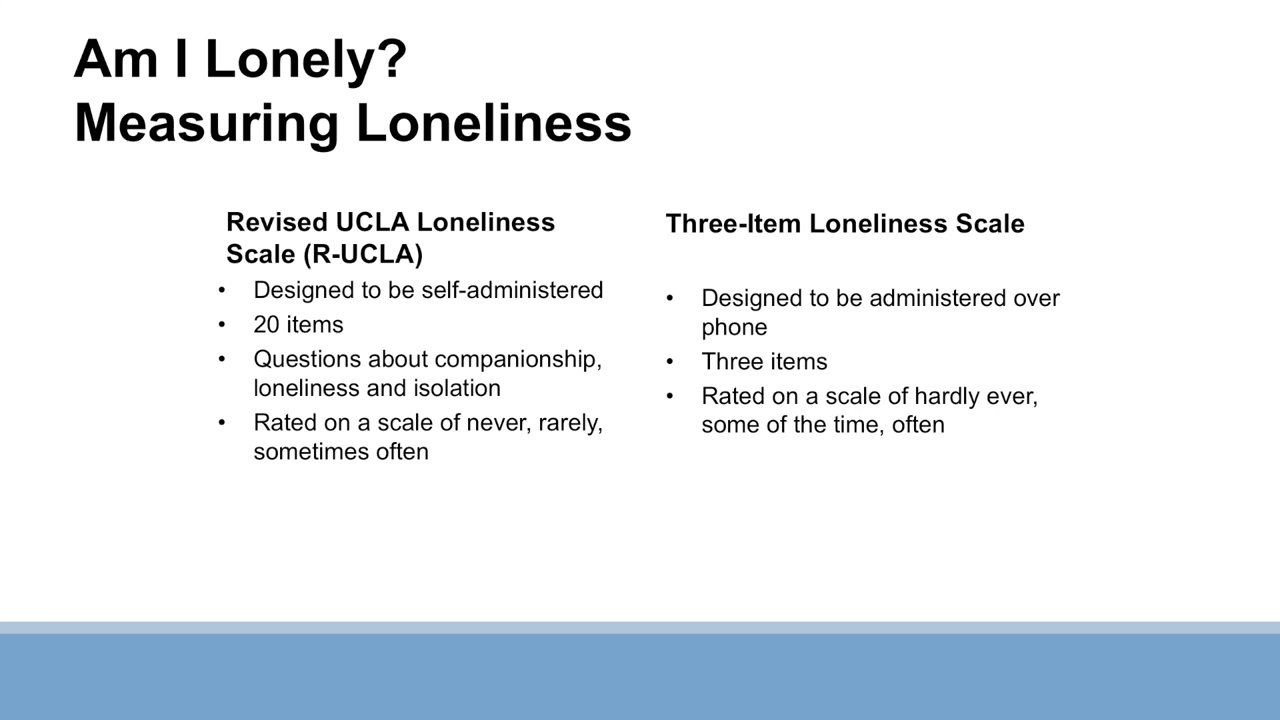 Am I Lonely?
Measuring Loneliness
Revised UCLA Loneliness
Scale (R-UCLA)
• Designed to be self-administered
• 20 items
• Questions about companionship,
loneliness and isolation
• Rated on a scale of never, rarely,
sometimes often
Three-Item Loneliness Scale
• Designed to be administered over
phone
• Three items
• Rated on a scale of hardly ever,
some of the time, often